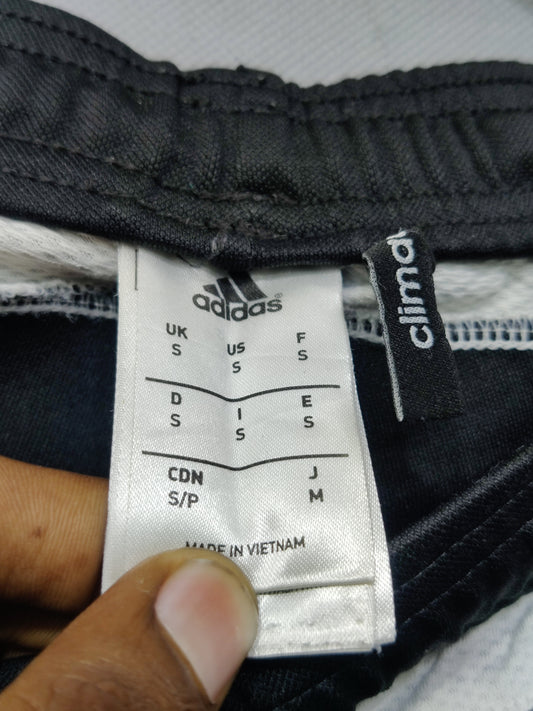 adidas
UK US F
S S S
D I E
S S S
CDN J
S/P M
MADE IN VIETNAM
clima